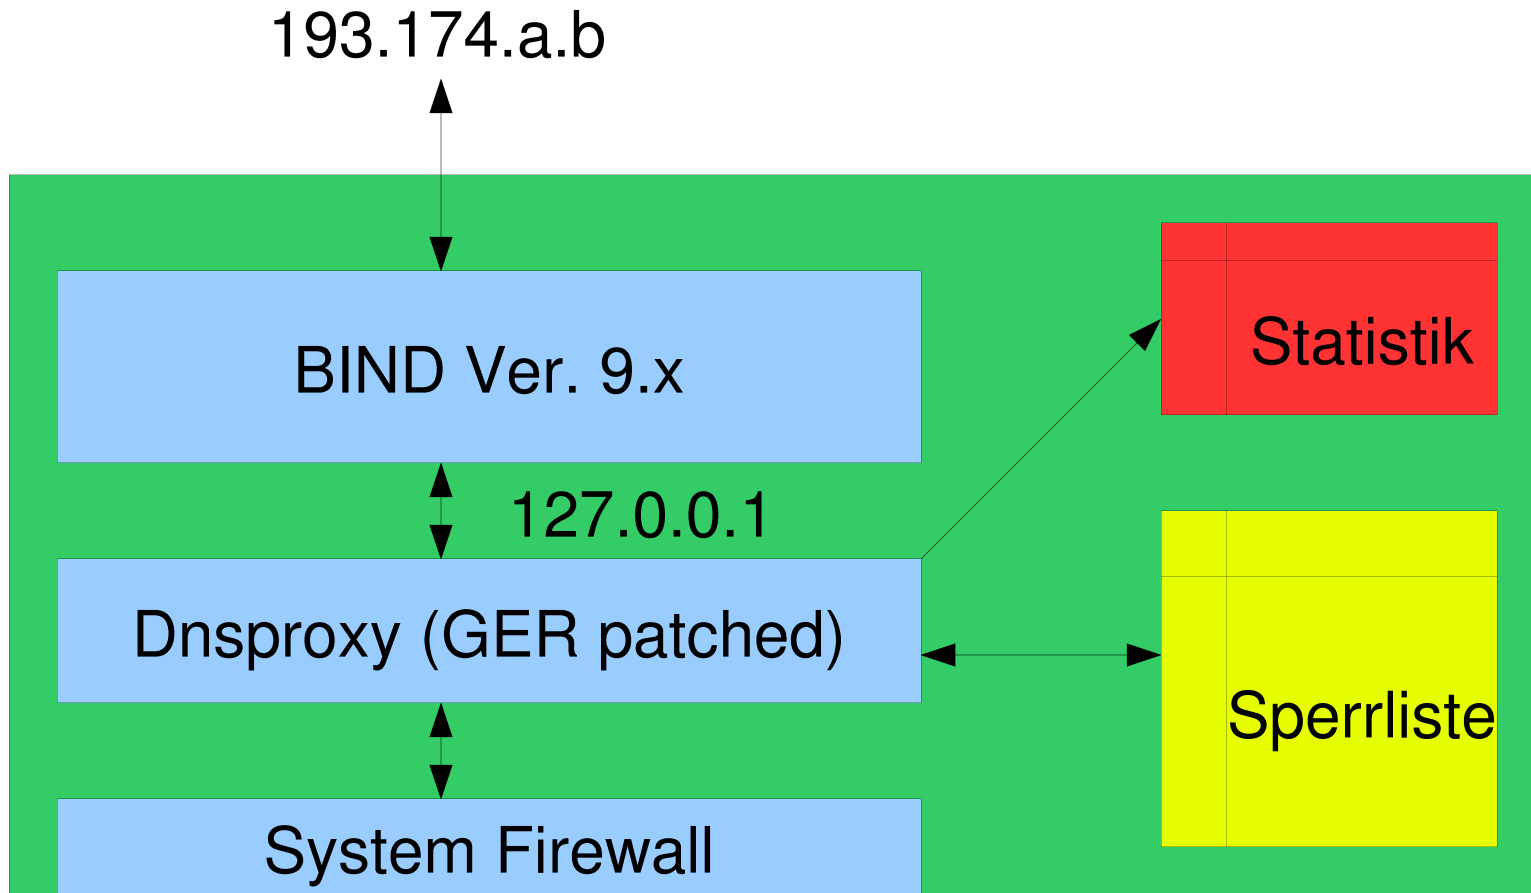 193.174.a.b
BIND Ver. 9.x
Statistik
127.0.0.1
Dnsproxy (GER patched)
Sperrliste
System Firewall